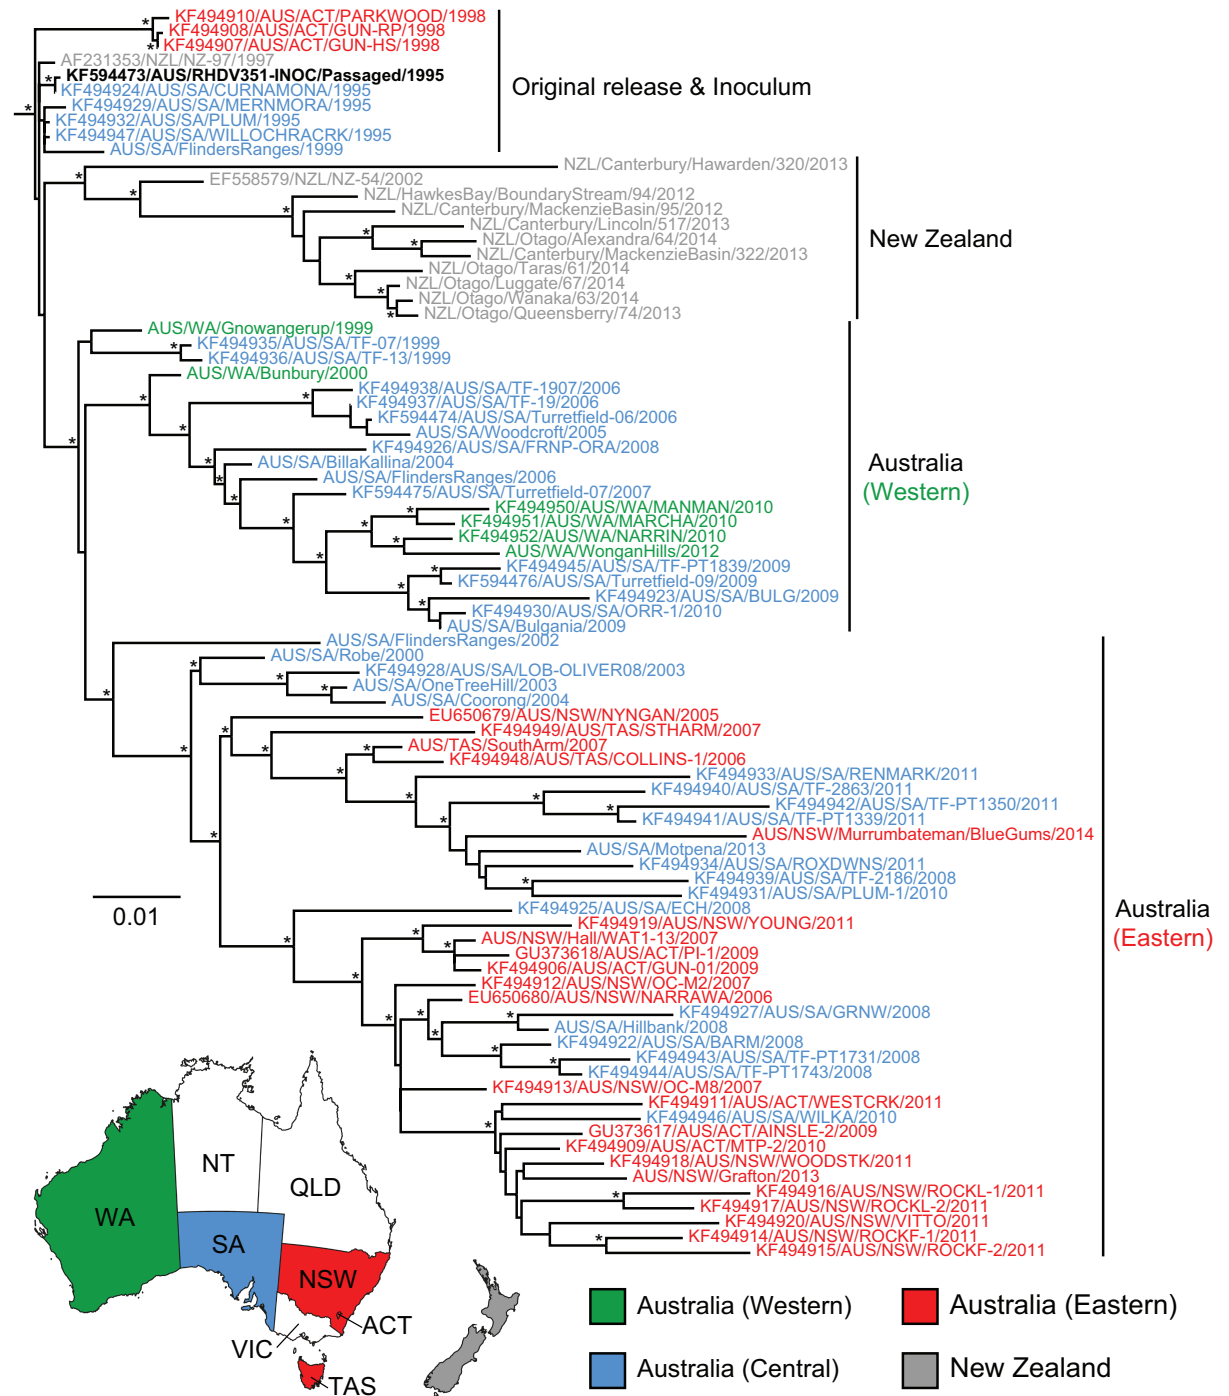 KF494910/AUS/ACT/PARKWOOD/1998
KF494908/AUS/ACT/GUN-RP/1998
KF494907/AUS/ACT/GUN-HS/1998
AF231353/NZL/NZ-97/1997
KF594473/AUS/RHDV351-INOC/Passaged/1995
KF494924/AUS/SA/CURNAMONA/1995
KF494929/AUS/SA/MERNMORA/1995
KF494932/AUS/SA/PLUM/1995
KF494947/AUS/SA/WILLOCHRACRK/1995
AUS/SA/FlindersRanges/1999
Original release & Inoculum
NZL/Canterbury/Hawarden/320/2013
EF558579/NZL/NZ-54/2002
NZL/HawkesBay/BoundaryStream/94/2012
NZL/Canterbury/MackenzieBasin/95/2012
NZL/Canterbury/Lincoln/517/2013
NZL/Otago/Alexandra/64/2014
NZL/Canterbury/MackenzieBasin/322/2013
NZL/Otago/Taras/61/2014
NZL/Otago/Luggate/67/2014
NZL/Otago/Wanaka/63/2014
NZL/Otago/Queensberry/74/2013
New Zealand
AUS/WA/Gnowangerup/1999
KF494935/AUS/SA/TF-07/1999
KF494936/AUS/SA/TF-13/1999
AUS/WA/Bunbury/2000
KF494938/AUS/SA/TF-1907/2006
KF494937/AUS/SA/TF-19/2006
KF594474/AUS/SA/Turretfield-06/2006
AUS/SA/Woodcroft/2005
KF494926/AUS/SA/FRNP-ORA/2008
AUS/SA/BillaKallina/2004
AUS/SA/FlindersRanges/2006
KF594475/AUS/SA/Turretfield-07/2007
KF494950/AUS/WA/MANMAN/2010
KF494951/AUS/WA/MARCHA/2010
KF494952/AUS/WA/NARRIN/2010
AUS/WA/WonganHills/2012
KF494945/AUS/SA/TF-PT1839/2009
KF594476/AUS/SA/Turretfield-09/2009
KF494923/AUS/SA/BULG/2009
KF494930/AUS/SA/ORR-1/2010
AUS/SA/Bulgania/2009
Australia
(Western)
AUS/SA/FlindersRanges/2002
AUS/SA/Robe/2000
KF494928/AUS/SA/LOB-OLIVER08/2003
AUS/SA/OneTreeHill/2003
AUS/SA/Coorong/2004
EU650679/AUS/NSW/NYNGAN/2005
KF494949/AUS/TAS/STHARM/2007
AUS/TAS/SouthArm/2007
KF494948/AUS/TAS/COLLINS-1/2006
KF494933/AUS/SA/RENMARK/2011
KF494940/AUS/SA/TF-2863/2011
KF494942/AUS/SA/TF-PT1350/2011
KF494941/AUS/SA/TF-PT1339/2011
AUS/NSW/Murrumbateman/BlueGums/2014
AUS/SA/Motpena/2013
KF494934/AUS/SA/ROXDWNS/2011
KF494939/AUS/SA/TF-2186/2008
KF494931/AUS/SA/PLUM-1/2010
KF494925/AUS/SA/ECH/2008
KF494919/AUS/NSW/YOUNG/2011
AUS/NSW/Hall/WAT1-13/2007
GU373618/AUS/ACT/PI-1/2009
KF494906/AUS/ACT/GUN-01/2009
KF494912/AUS/NSW/OC-M2/2007
EU650680/AUS/NSW/NARRAWA/2006
KF494927/AUS/SA/GRNW/2008
AUS/SA/Hillbank/2008
KF494922/AUS/SA/BARM/2008
KF494943/AUS/SA/TF-PT1731/2008
KF494944/AUS/SA/TF-PT1743/2008
KF494913/AUS/NSW/OC-M8/2007
KF494911/AUS/ACT/WESTCRK/2011
KF494946/AUS/SA/WILKA/2010
GU373617/AUS/ACT/AINSLE-2/2009
KF494909/AUS/ACT/MTP-2/2010
KF494918/AUS/NSW/WOODSTK/2011
AUS/NSW/Grafton/2013
KF494916/AUS/NSW/ROCKL-1/2011
KF494917/AUS/NSW/ROCKL-2/2011
KF494920/AUS/NSW/VITTO/2011
KF494914/AUS/NSW/ROCKF-1/2011
KF494915/AUS/NSW/ROCKF-2/2011
Australia
(Eastern)
0.01
NT
QLD
WA
SA
NSW
ACT
VIC
TAS
Australia (Western)
Australia (Eastern)
Australia (Central)
New Zealand